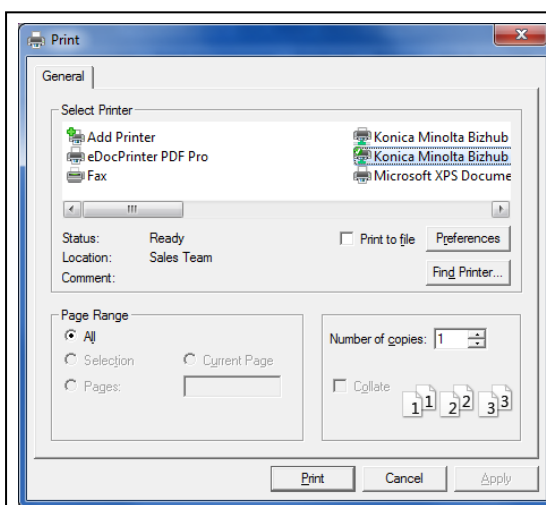 Print
General
Select Printer
Add Printer
eDocPrinter PDF Pro
Fax
Konica Minolta Bizhub
Konica Minolta Bizhub
Microsoft XPS Docume
Status: Ready
Location: Sales Team
Comment:
Print to file
Preferences
Find Printer...
Page Range
All
Selection
Current Page
Pages:
Number of copies: 1
Collate
1 1 2 2 3 3
Print
Cancel
Apply